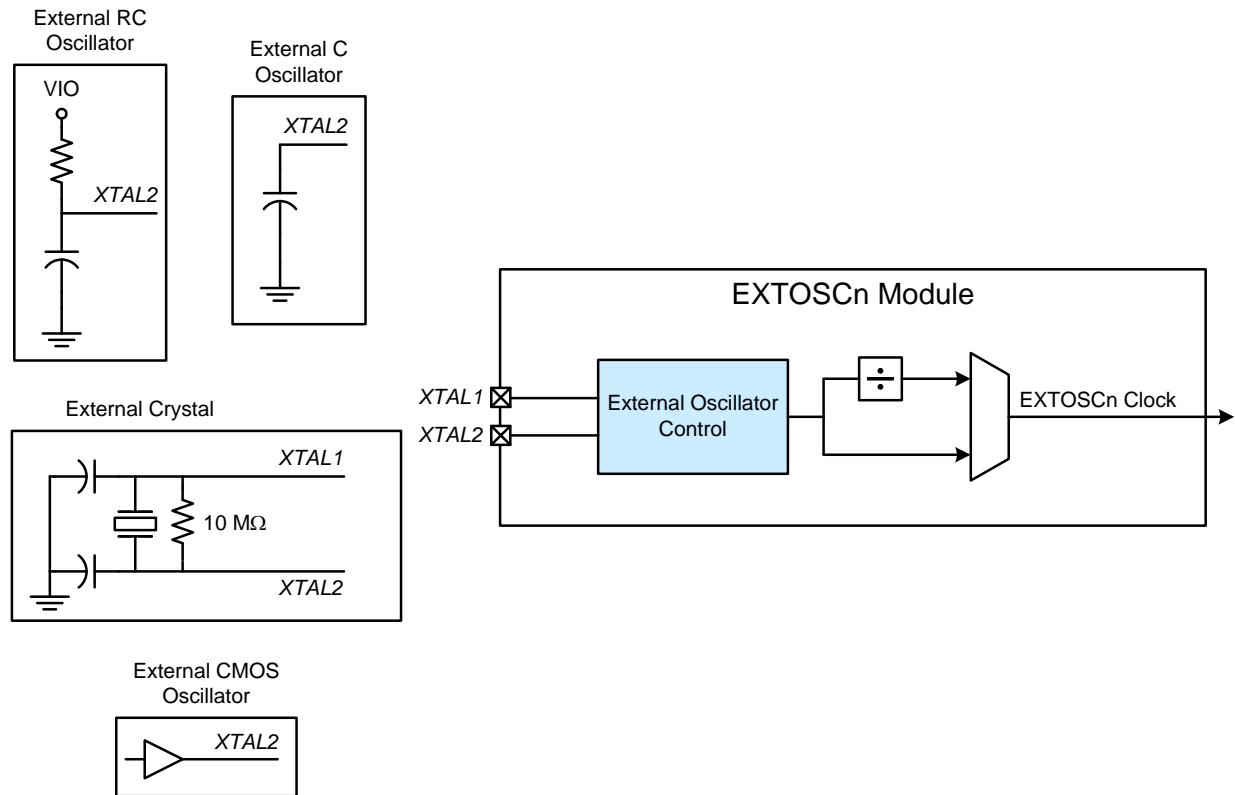 External RC
Oscillator
VIO
XTAL2
External C
Oscillator
XTAL2
External Crystal
XTAL1
10 MΩ
XTAL2
External CMOS
Oscillator
XTAL2
EXTOSCn Module
XTAL1
XTAL2
External Oscillator
Control
÷
EXTOSCn Clock